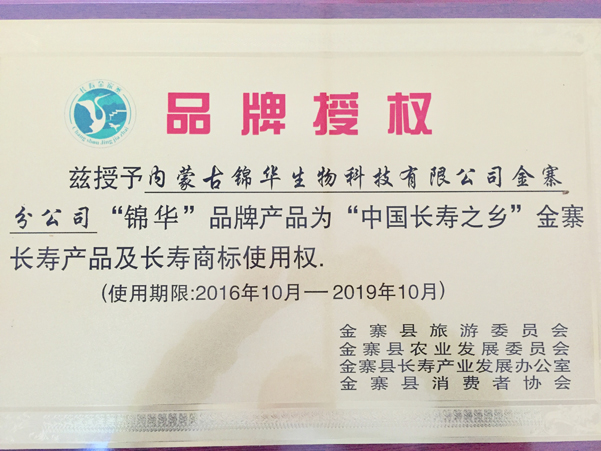 品牌授权
兹授予内蒙古锦华生物科技有限公司金寨
分公司“锦华”品牌产品为“中国长寿之乡”金寨
长寿产品及长寿商标使用权.
(使用期限:2016年10月—2019年10月)
金寨县旅游委员会
金寨县农业发展委员会
金寨县长寿产业发展办公室
金寨县消费者协会